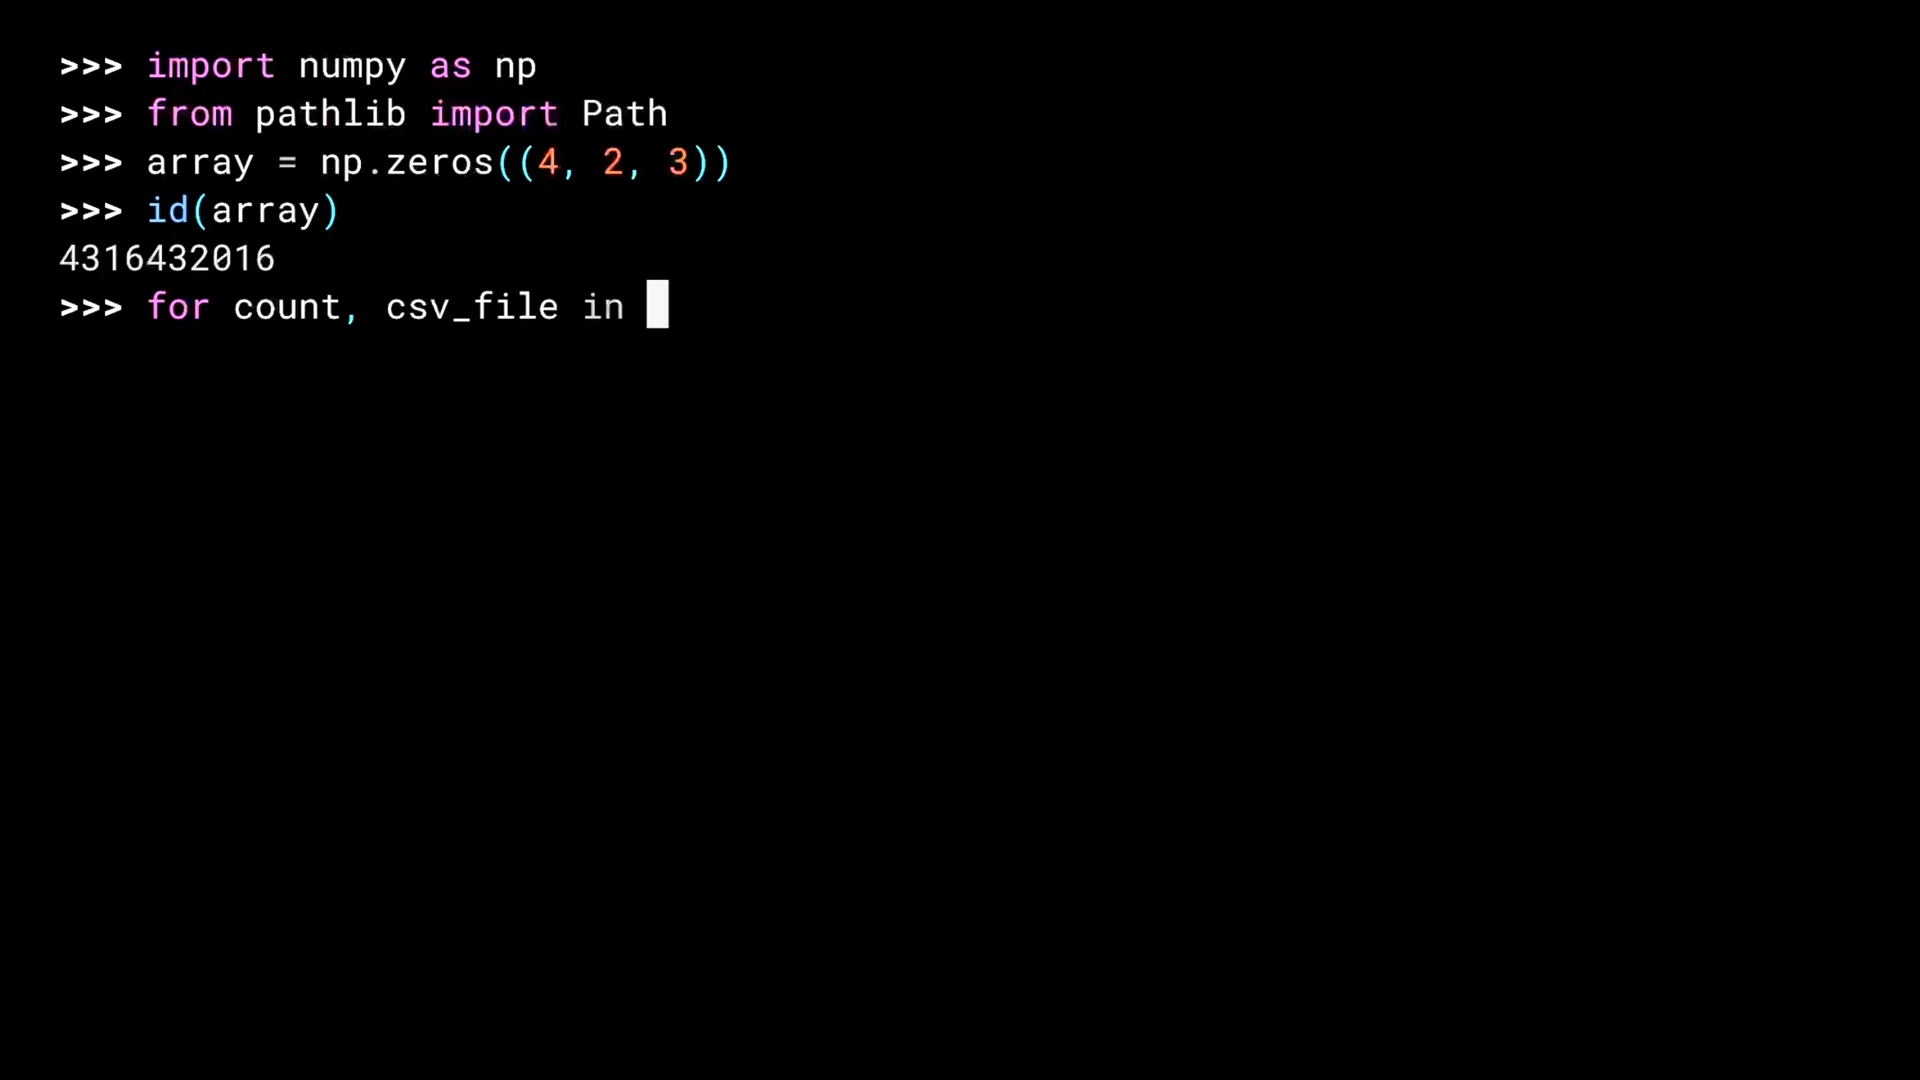 >>> import numpy as np
>>> from pathlib import Path
>>> array = np.zeros((4, 2, 3))
>>> id(array)
4316432016
>>> for count, csv_file in